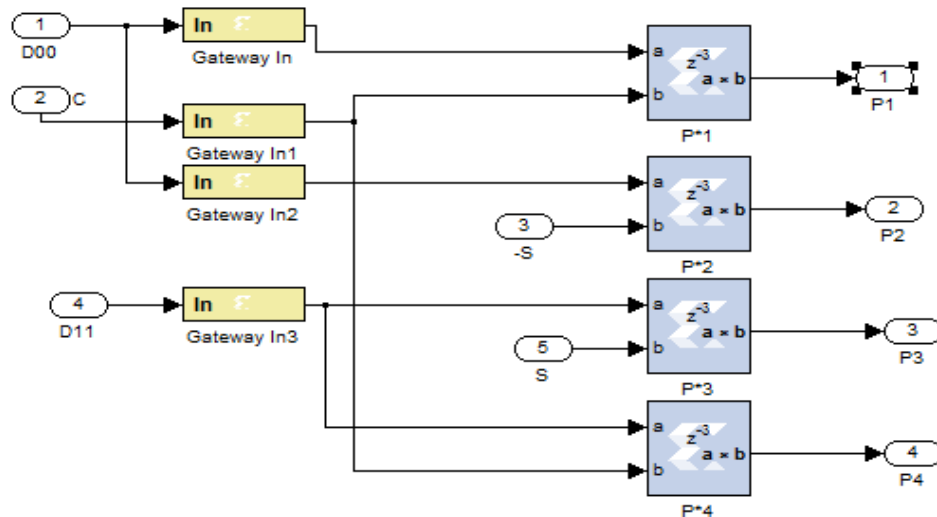 1
D00
In
Gateway In
2
C
In
Gateway In1
In
Gateway In2
3
-S
4
D11
In
Gateway In3
5
S
a
b
z-3
a × b
P*1
1
P1
a
b
z-3
a × b
P*2
2
P2
a
b
z-3
a × b
P*3
3
P3
a
b
z-3
a × b
P*4
4
P4